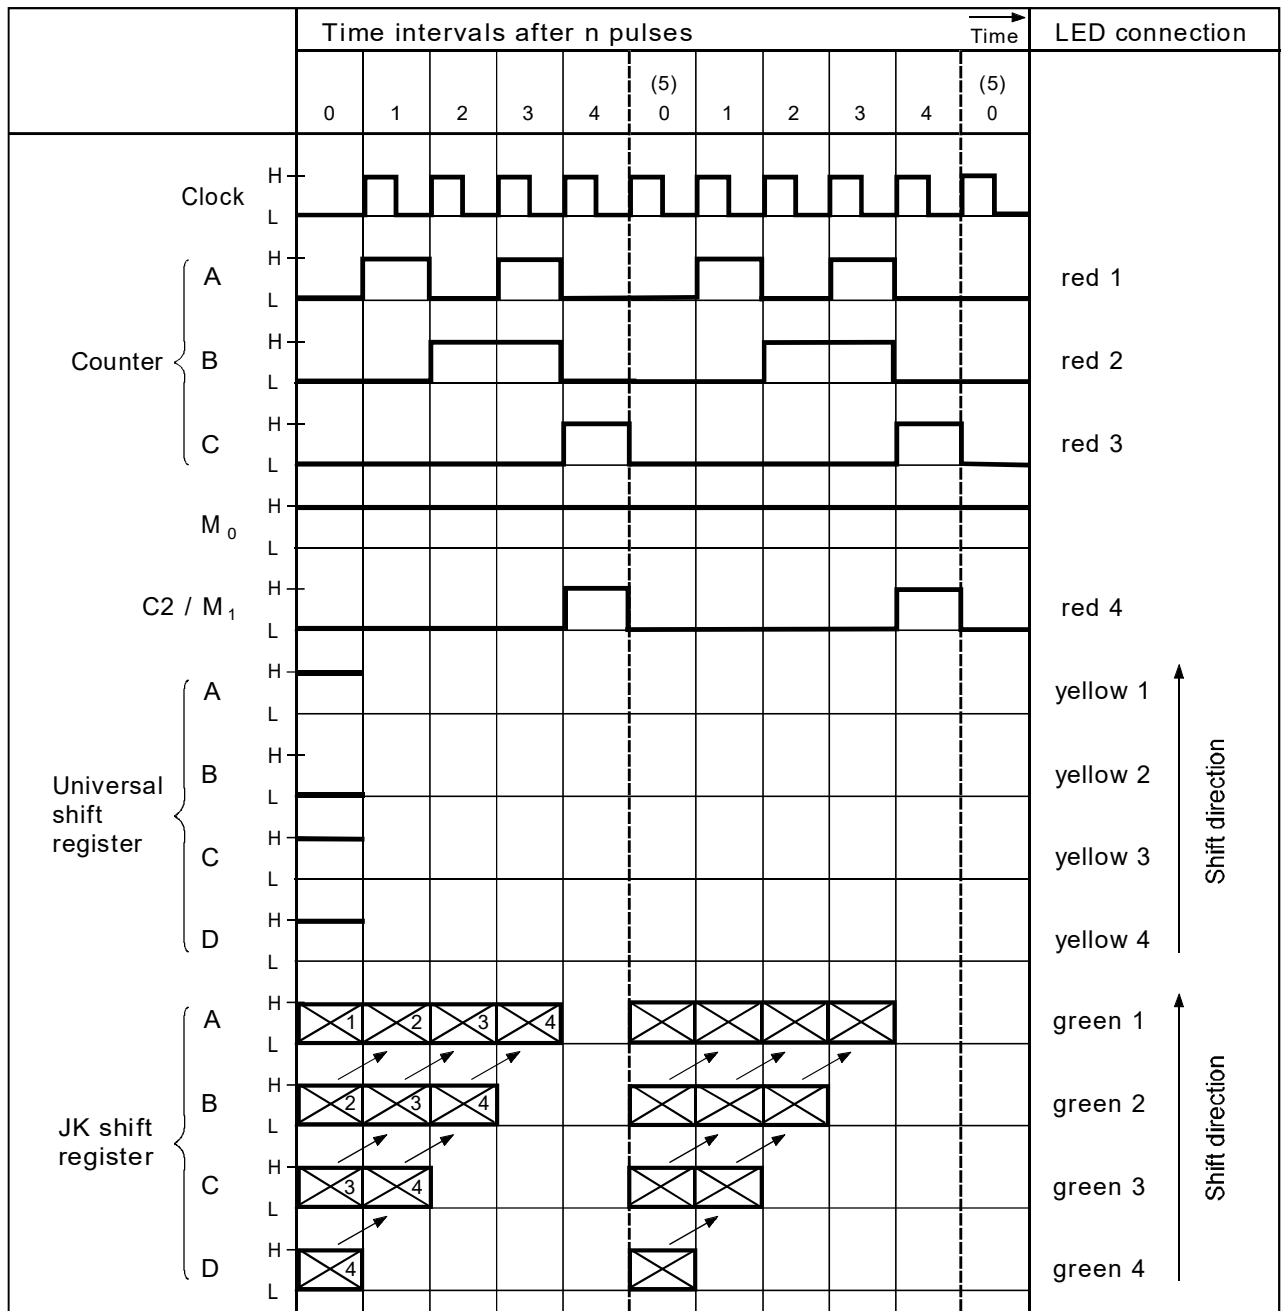 Time intervals after n pulses
Time
LED connection
(5) (5)
0 1 2 3 4 0 1 2 3 4 0
H
Clock
L
H
A
red 1
L
H
Counter
B
red 2
L
H
C
red 3
L
H
M 0
L
H
C2 / M 1
red 4
L
H
A
yellow 1
L
H
B
yellow 2
L
Universal
shift
register
Shift direction
H
C
yellow 3
L
H
D
yellow 4
L
H
A
1 2 3 4
green 1
L
H
B
2 3 4
green 2
L
JK shift
register
Shift direction
H
C
3 4
green 3
L
H
D
4
green 4
L